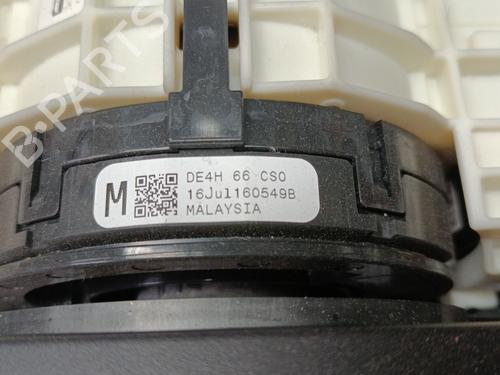 B-PARTS
M
DE4H 66 CS0
16Jul160549B
MALAYSIA